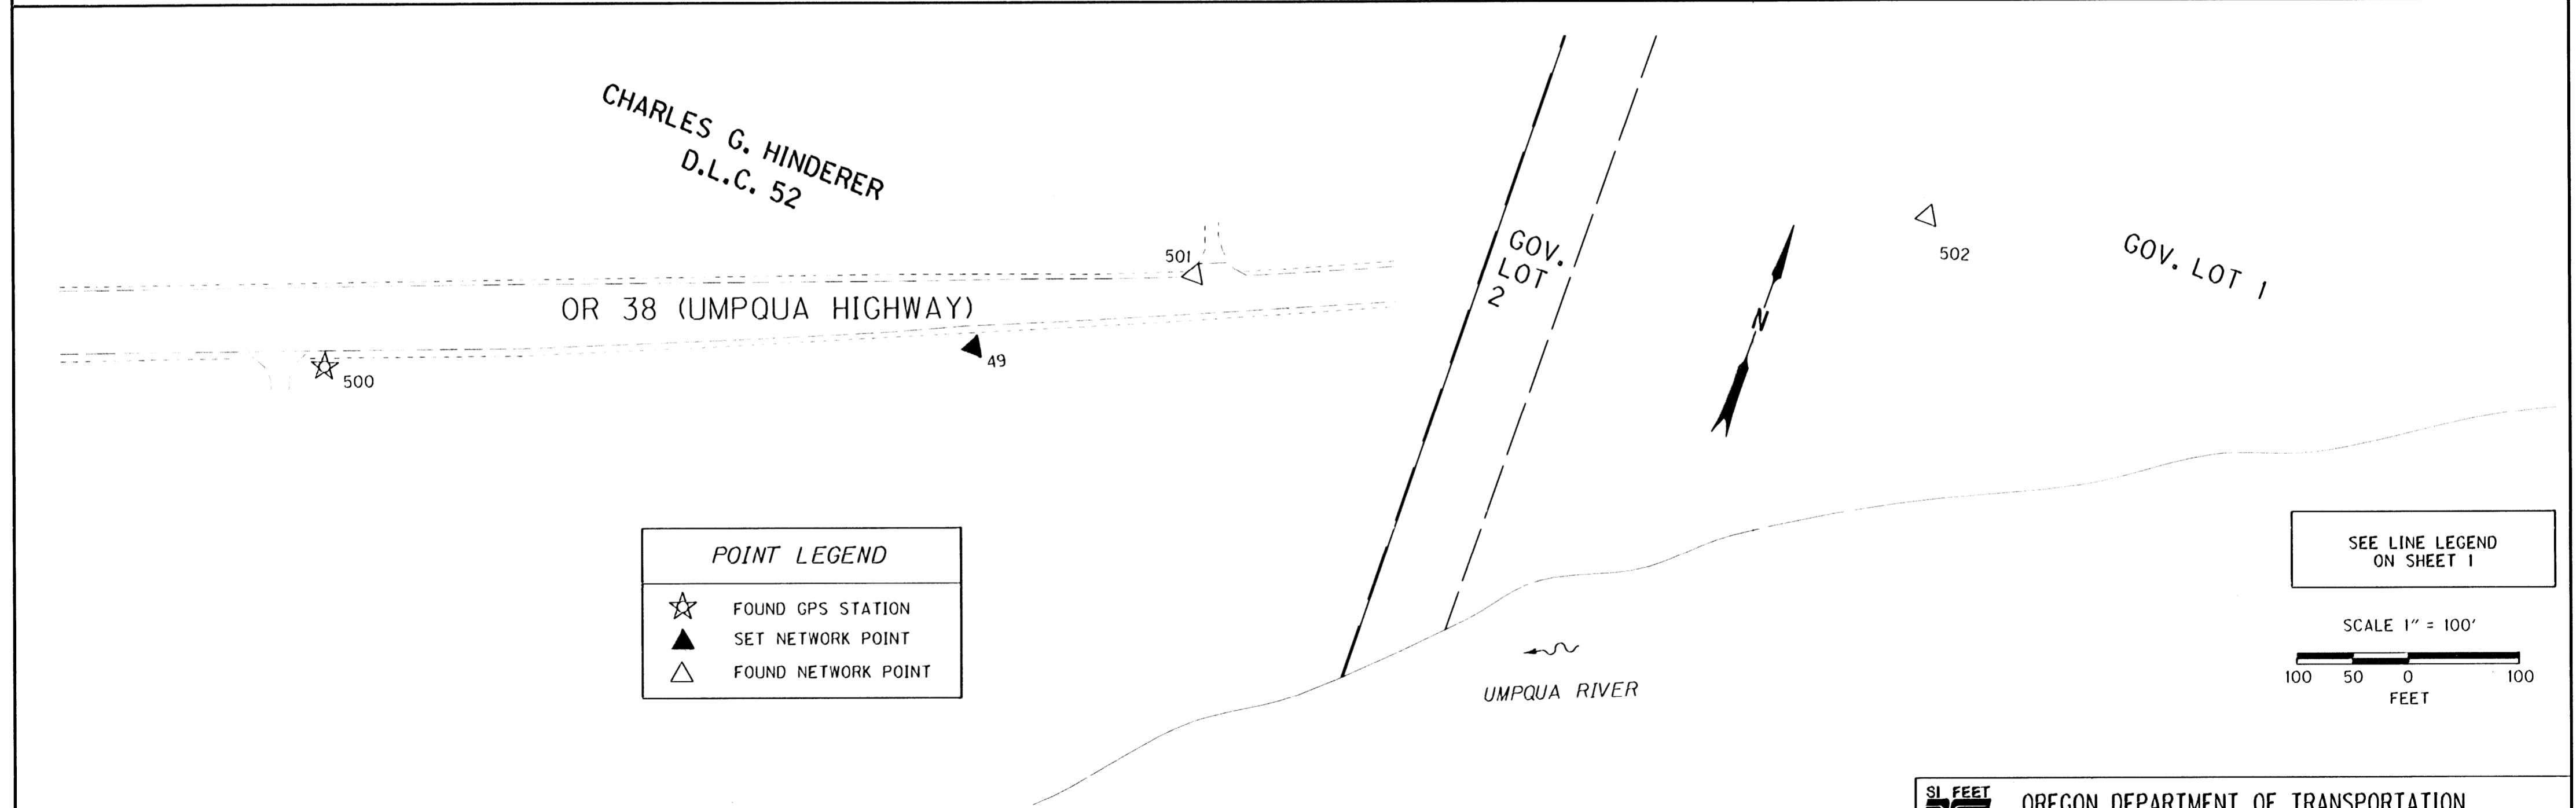 CHARLES G. HINDERER
D.L.C. 52
501
OR 38 (UMPQUA HIGHWAY)
500
49
GOV.
LOT
2
N
502
GOV. LOT 1
POINT LEGEND
FOUND GPS STATION
SET NETWORK POINT
FOUND NETWORK POINT
UMPQUA RIVER
SEE LINE LEGEND
ON SHEET 1
SCALE 1" = 100'
100 50 0 100
FEET
SI FEET
OREGON DEPARTMENT OF TRANSPORTATION